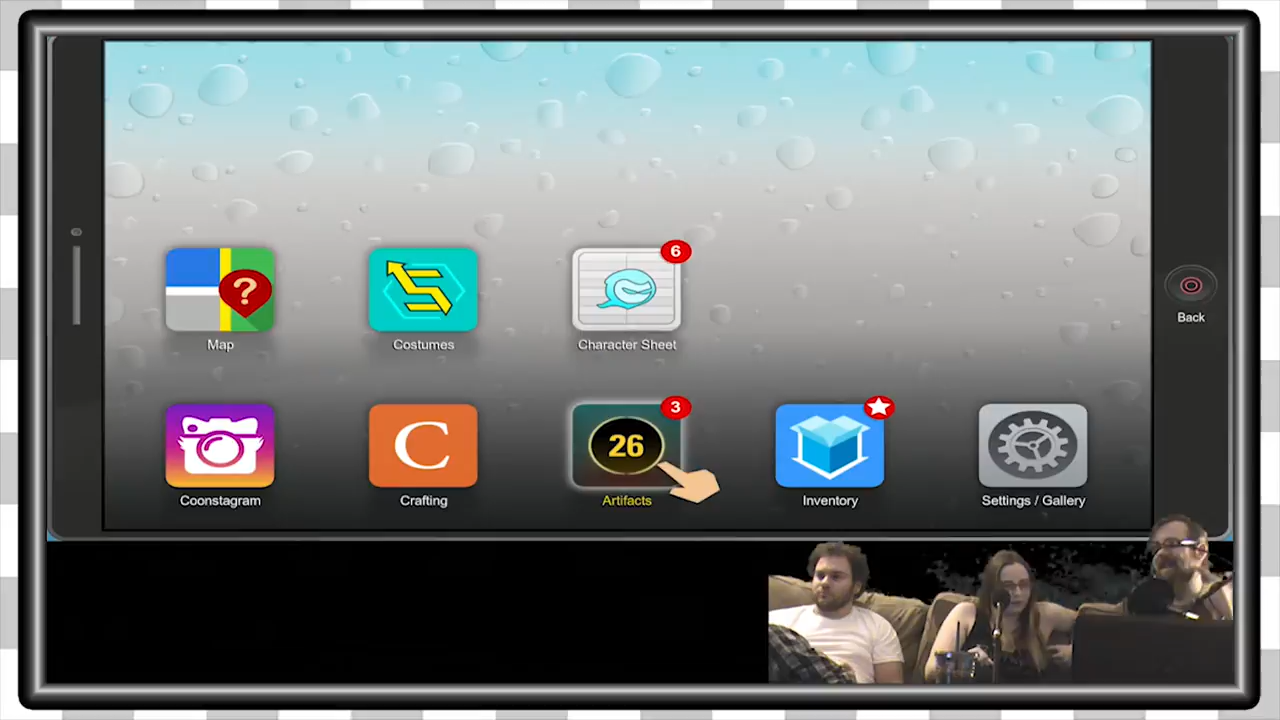 6
?
Map
Costumes
Character Sheet
Back
3
C
26
Coonstagram
Crafting
Artifacts
Inventory
Settings / Gallery